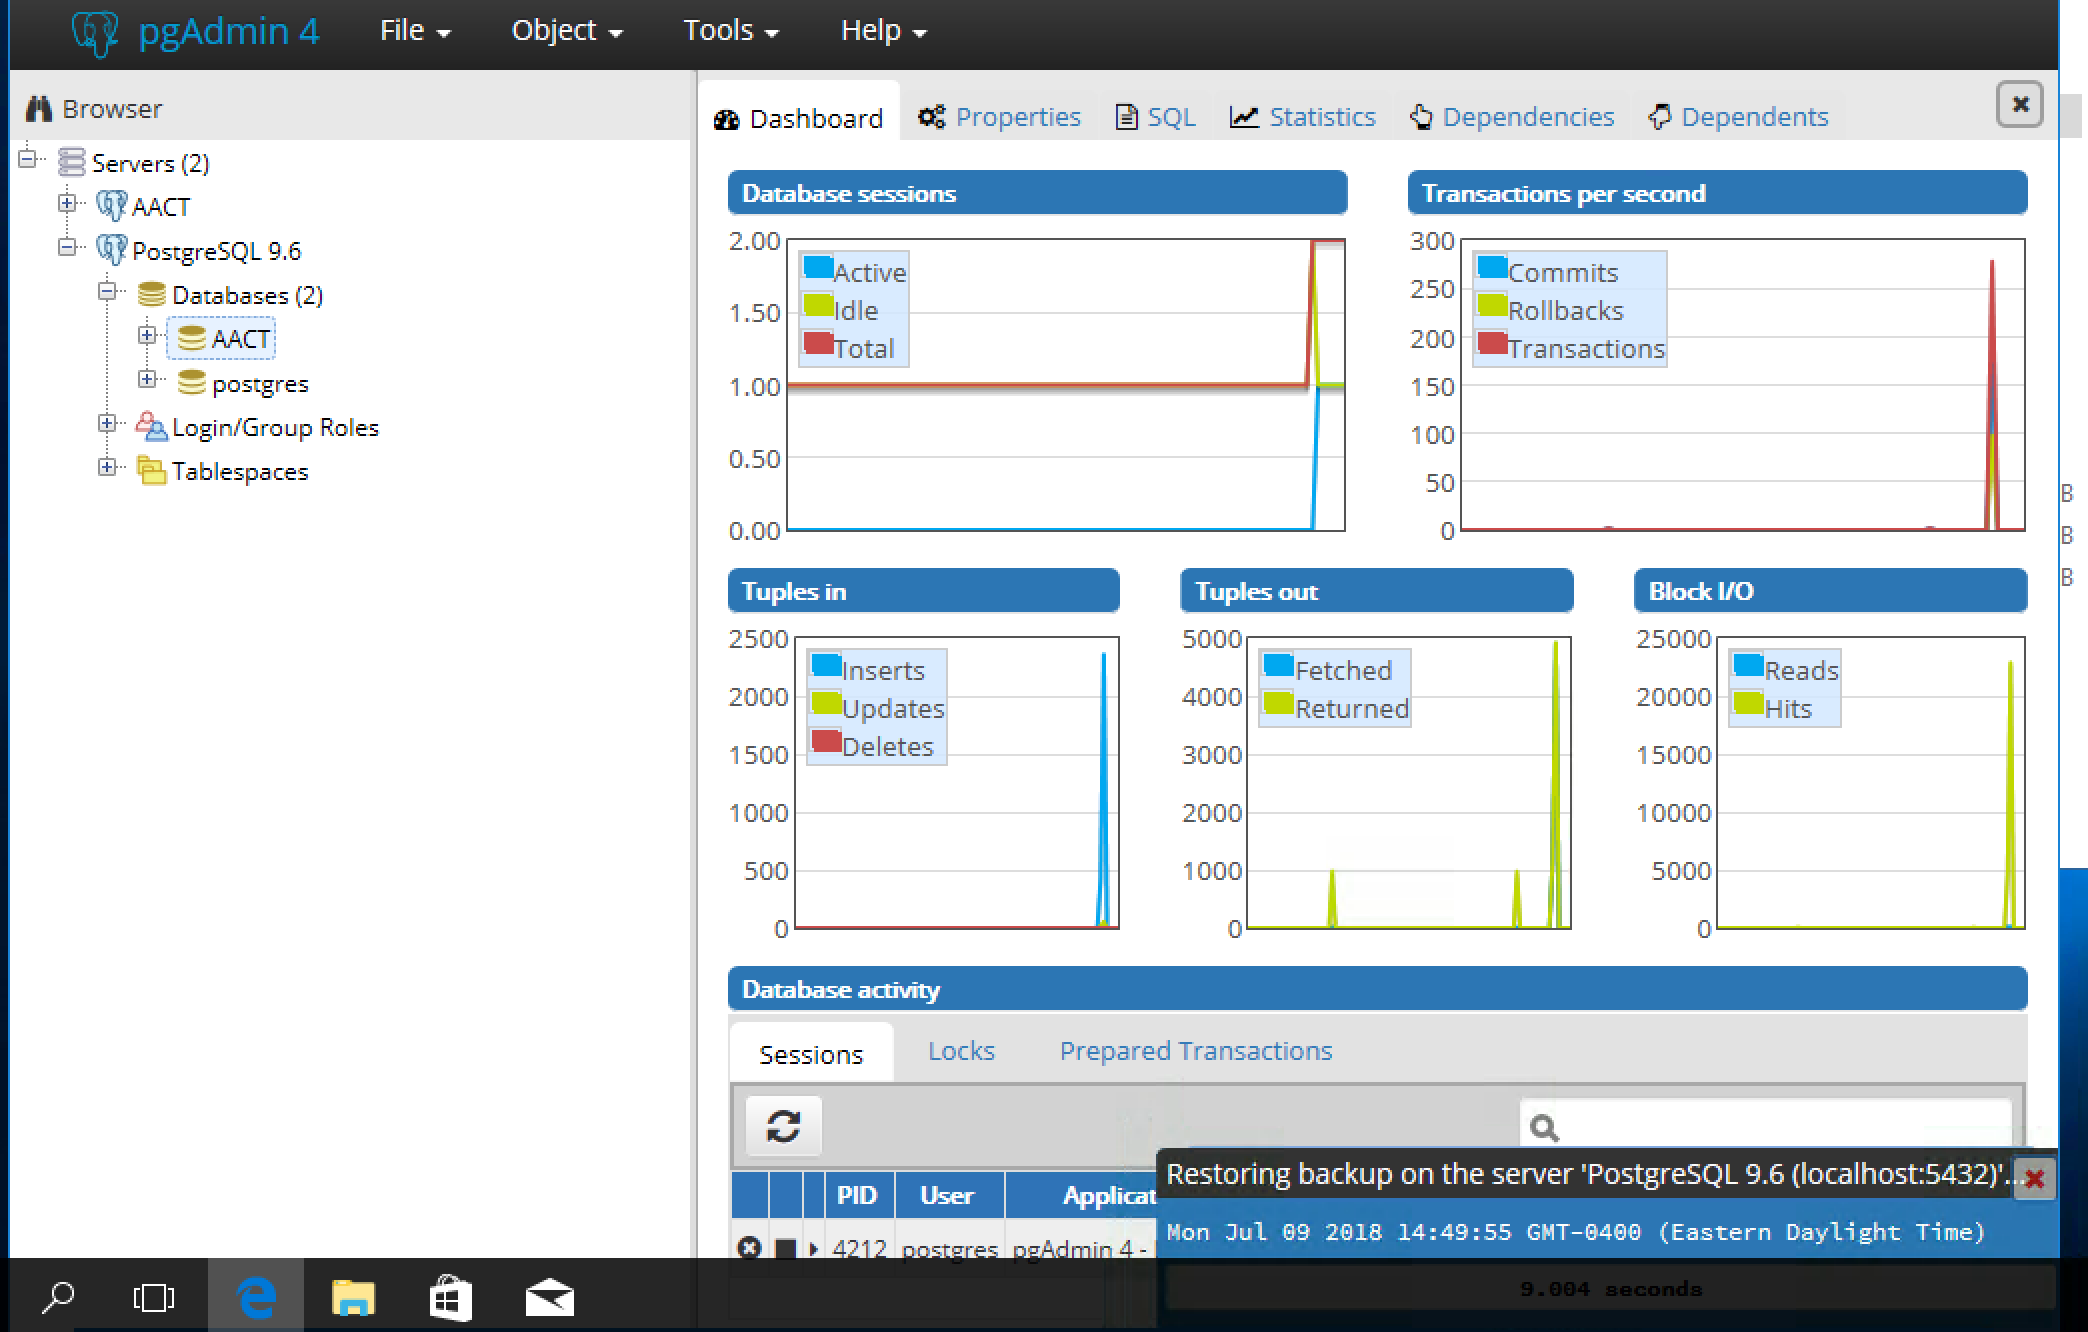 pgAdmin 4 File Object Tools Help
Browser
Servers (2)
AACT
PostgreSQL 9.6
Databases (2)
AACT
postgres
Login/Group Roles
Tablespaces
Dashboard Properties SQL Statistics Dependencies Dependents
Database sessions
2.00
1.50
1.00
0.50
0.00
Active
Idle
Total
Transactions per second
300
250
200
150
100
50
0
Commits
Rollbacks
Transactions
Tuples in
2500
2000
1500
1000
500
0
Inserts
Updates
Deletes
Tuples out
5000
4000
3000
2000
1000
0
Fetched
Returned
Block I/O
25000
20000
15000
10000
5000
0
Reads
Hits
B
B
B
Database activity
Sessions Locks Prepared Transactions
PID User Applicat
4212 postgres pgAdmin 4 -
Restoring backup on the server 'PostgreSQL 9.6 (localhost:5432)'...
Mon Jul 09 2018 14:49:55 GMT-0400 (Eastern Daylight Time)
9.004 seconds